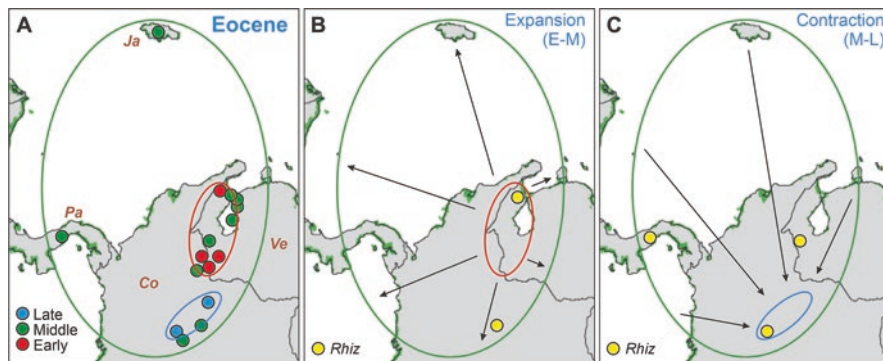 A
Eocene
Ja
Pa
Ve
Co
Late
Middle
Early
B
Expansion
(E-M)
Rhiz
C
Contraction
(M-L)
Rhiz